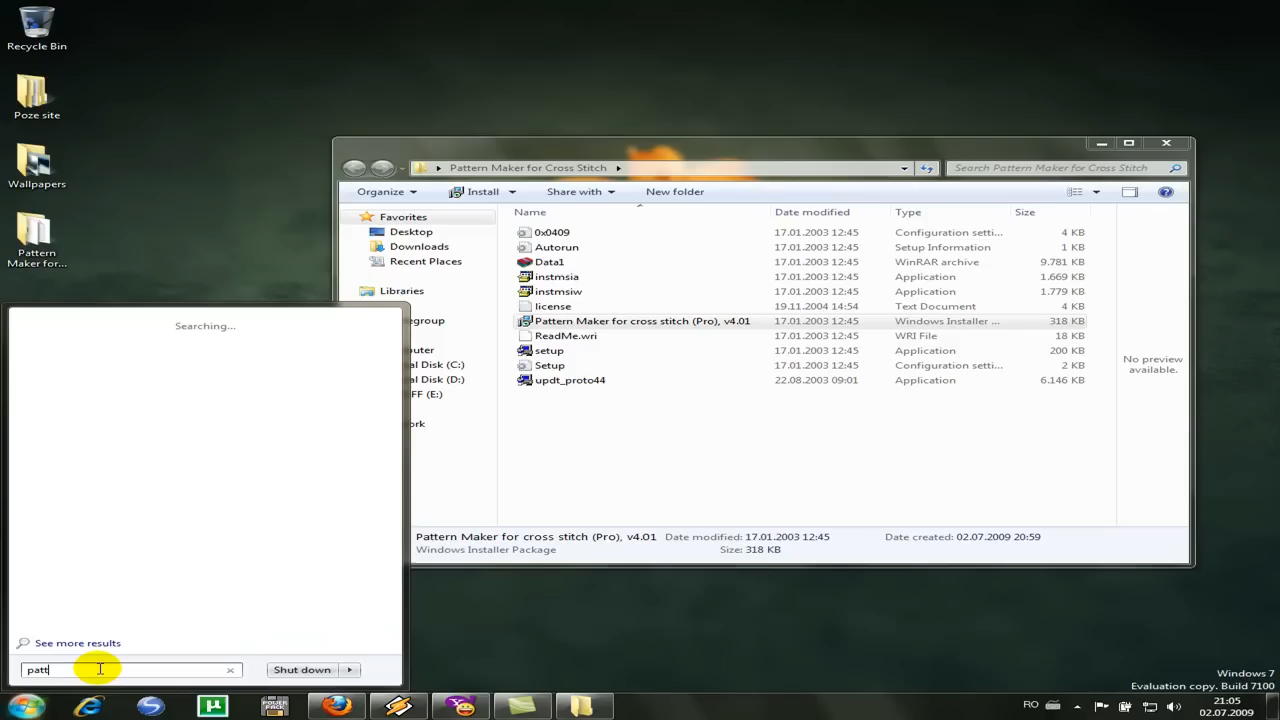 Recycle Bin
Poze site
Wallpapers
Pattern
Maker for...
Pattern Maker for Cross Stitch
Search Pattern Maker for Cross Stitch
Organize Install Share with New folder
Favorites
Desktop
Downloads
Recent Places
Libraries
egroup
uter
al Disk (C:)
al Disk (D:)
FF (E:)
ork
Name Date modified Type Size
0x0409 17.01.2003 12:45 Configuration setti... 4 KB
Autorun 17.01.2003 12:45 Setup Information 1 KB
Data1 17.01.2003 12:45 WinRAR archive 9.781 KB
instmsia 17.01.2003 12:45 Application 1.669 KB
instmsiw 17.01.2003 12:45 Application 1.779 KB
license 19.11.2004 14:54 Text Document 4 KB
Pattern Maker for cross stitch (Pro), v4.01 17.01.2003 12:45 Windows Installer ... 318 KB
ReadMe.wri 17.01.2003 12:45 WRI File 18 KB
setup 17.01.2003 12:45 Application 200 KB
Setup 17.01.2003 12:45 Configuration setti... 2 KB
updt_proto44 22.08.2003 09:01 Application 6.146 KB
No preview
available.
Pattern Maker for cross stitch (Pro), v4.01 Date modified: 17.01.2003 12:45 Date created: 02.07.2009 20:59
Windows Installer Package Size: 318 KB
Searching...
See more results
patt
Shut down
Windows 7
Evaluation copy. Build 7100
POWER
PACK
RO
21:05
02.07.2009